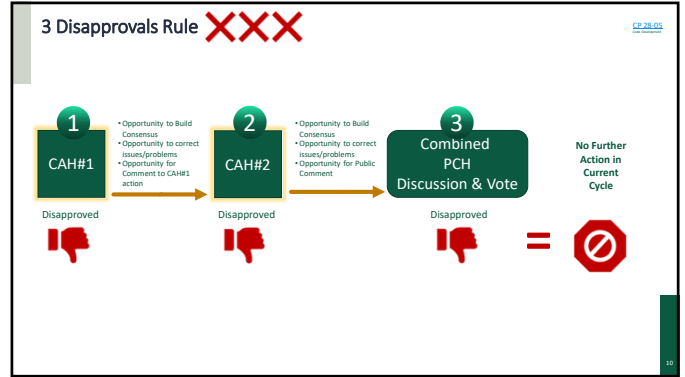 3 Disapprovals Rule
CP 28-05
Code Development
1
CAH#1
Disapproved
• Opportunity to Build
Consensus
• Opportunity to correct
issues/problems
• Opportunity for
Comment to CAH#1
action
2
CAH#2
Disapproved
• Opportunity to Build
Consensus
• Opportunity to correct
issues/problems
• Opportunity for Public
Comment
3
Combined
PCH
Discussion & Vote
Disapproved
=
No Further
Action in
Current
Cycle
10